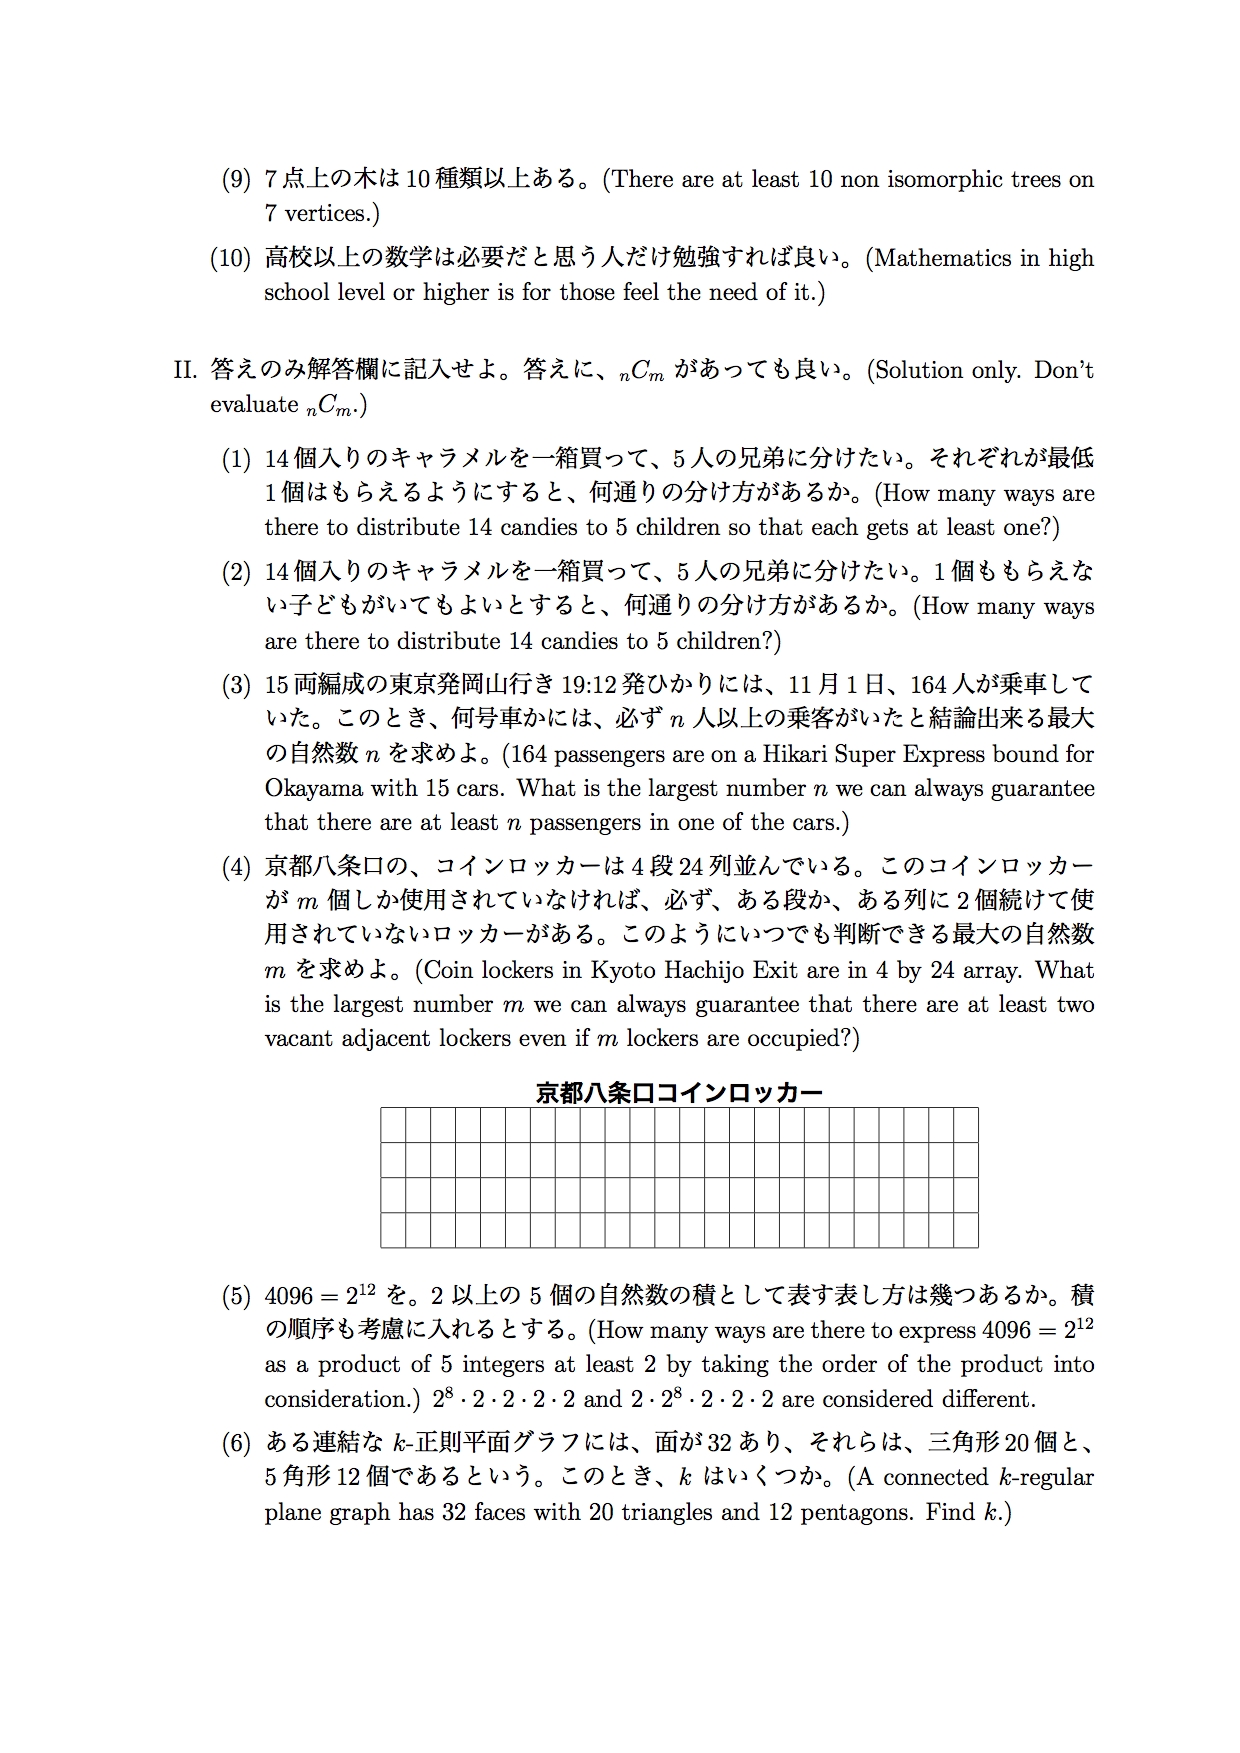 (9) 7 点上の木は 10 種類以上ある。(There are at least 10 non isomorphic trees on
7 vertices.)
(10) 高校以上の数学は必要だと思う人だけ勉強すれば良い。(Mathematics in high
school level or higher is for those feel the need of it.)
II. 答えのみ解答欄に記入せよ。答えに、ₙCₘ があっても良い。(Solution only. Don't
evaluate ₙCₘ.)
(1) 14 個入りのキャラメルを一箱買って、5 人の兄弟に分けたい。それぞれが最低
1 個はもらえるようにすると、何通りの分け方があるか。(How many ways are
there to distribute 14 candies to 5 children so that each gets at least one?)
(2) 14 個入りのキャラメルを一箱買って、5 人の兄弟に分けたい。1 個ももらえな
い子どもがいてもよいとすると、何通りの分け方があるか。(How many ways
are there to distribute 14 candies to 5 children?)
(3) 15 両編成の東京発岡山行き 19:12 発ひかりには、11 月 1 日、164 人が乗車して
いた。このとき、何号車かには、必ず n 人以上の乗客がいたと結論出来る最大
の自然数 n を求めよ。(164 passengers are on a Hikari Super Express bound for
Okayama with 15 cars. What is the largest number n we can always guarantee
that there are at least n passengers in one of the cars.)
(4) 京都八条口の、コインロッカーは 4 段 24 列並んでいる。このコインロッカー
が m 個しか使用されていなければ、必ず、ある段か、ある列に 2 個続けて使
用されていないロッカーがある。このようにいつでも判断できる最大の自然数
m を求めよ。(Coin lockers in Kyoto Hachijo Exit are in 4 by 24 array. What
is the largest number m we can always guarantee that there are at least two
vacant adjacent lockers even if m lockers are occupied?)
京都八条口コインロッカー
(5) 4096 = 2¹² を。2 以上の 5 個の自然数の積として表す表し方は幾つあるか。積
の順序も考慮に入れるとする。(How many ways are there to express 4096 = 2¹²
as a product of 5 integers at least 2 by taking the order of the product into
consideration.) 2⁸ · 2 · 2 · 2 · 2 and 2 · 2⁸ · 2 · 2 · 2 are considered different.
(6) ある連結な k-正則平面グラフには、面が 32 あり、それらは、三角形 20 個と、
5 角形 12 個であるという。このとき、k はいくつか。(A connected k-regular
plane graph has 32 faces with 20 triangles and 12 pentagons. Find k.)